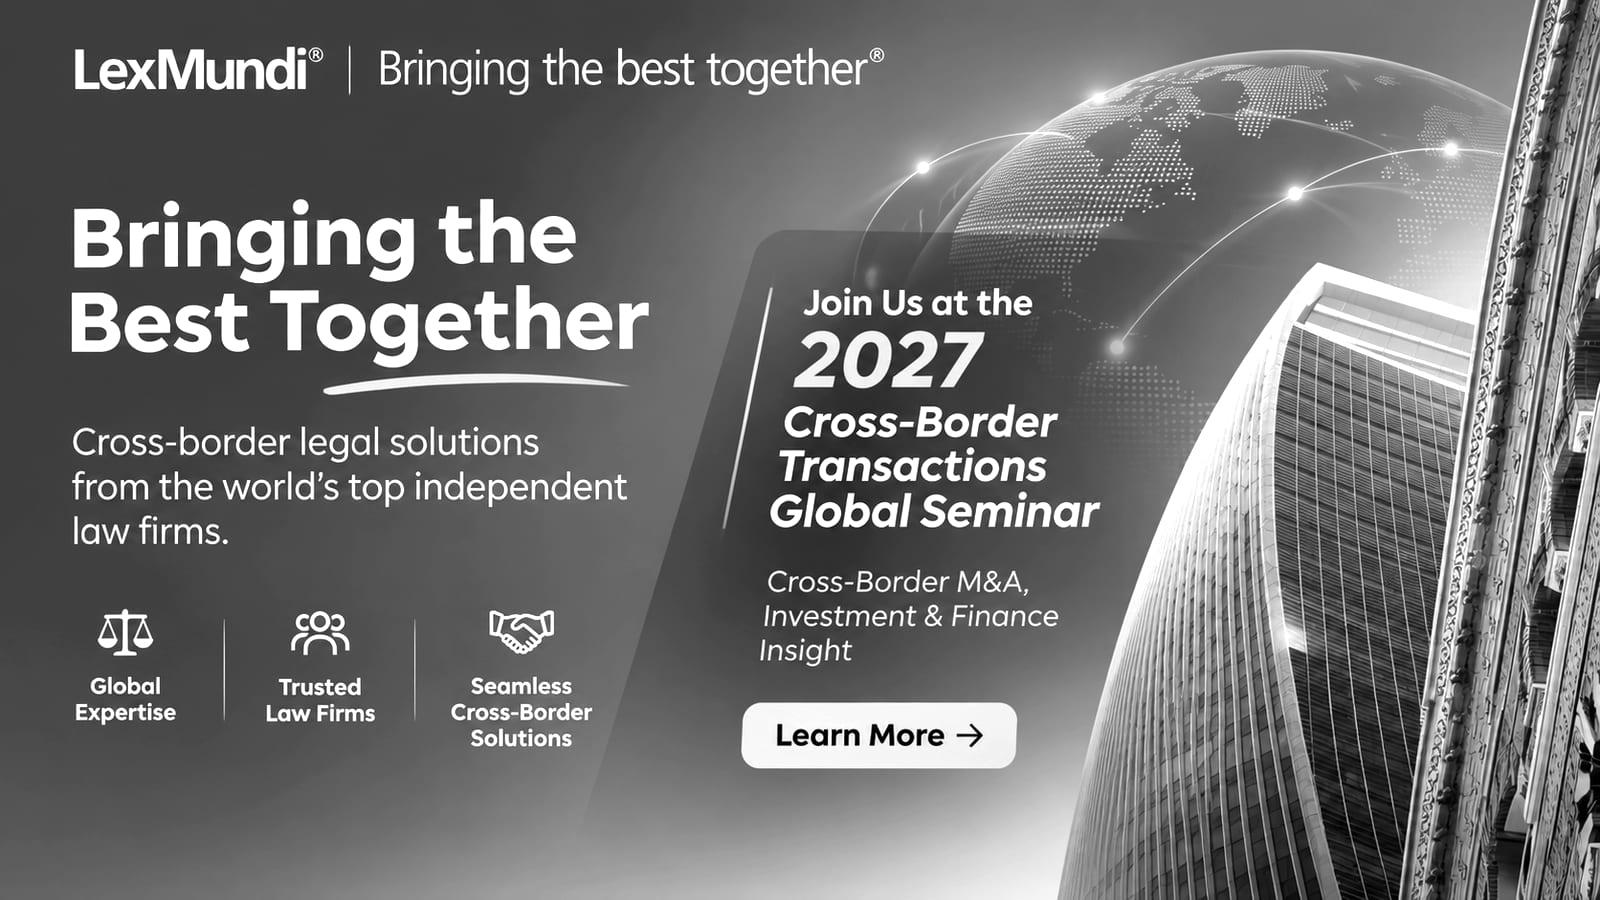 LexMundi® | Bringing the best together®
Bringing the
Best Together
Cross-border legal solutions
from the world's top independent
law firms.
Global
Expertise
Trusted
Law Firms
Seamless
Cross-Border
Solutions
Join Us at the
2027
Cross-Border
Transactions
Global Seminar
Cross-Border M&A,
Investment & Finance
Insight
Learn More →